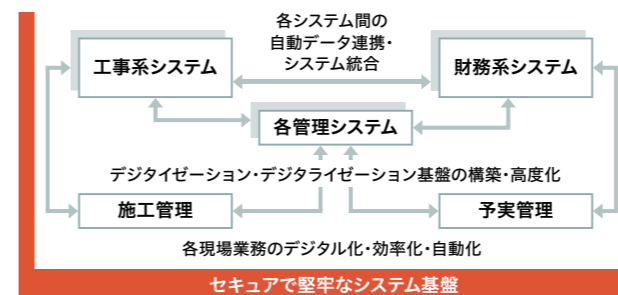 各システム間の
自動データ連携・
システム統合
工事系システム
財務系システム
各管理システム
デジタイゼーション・デジタライゼーション基盤の構築・高度化
施工管理
予実管理
各現場業務のデジタル化・効率化・自動化
セキュアで堅牢なシステム基盤